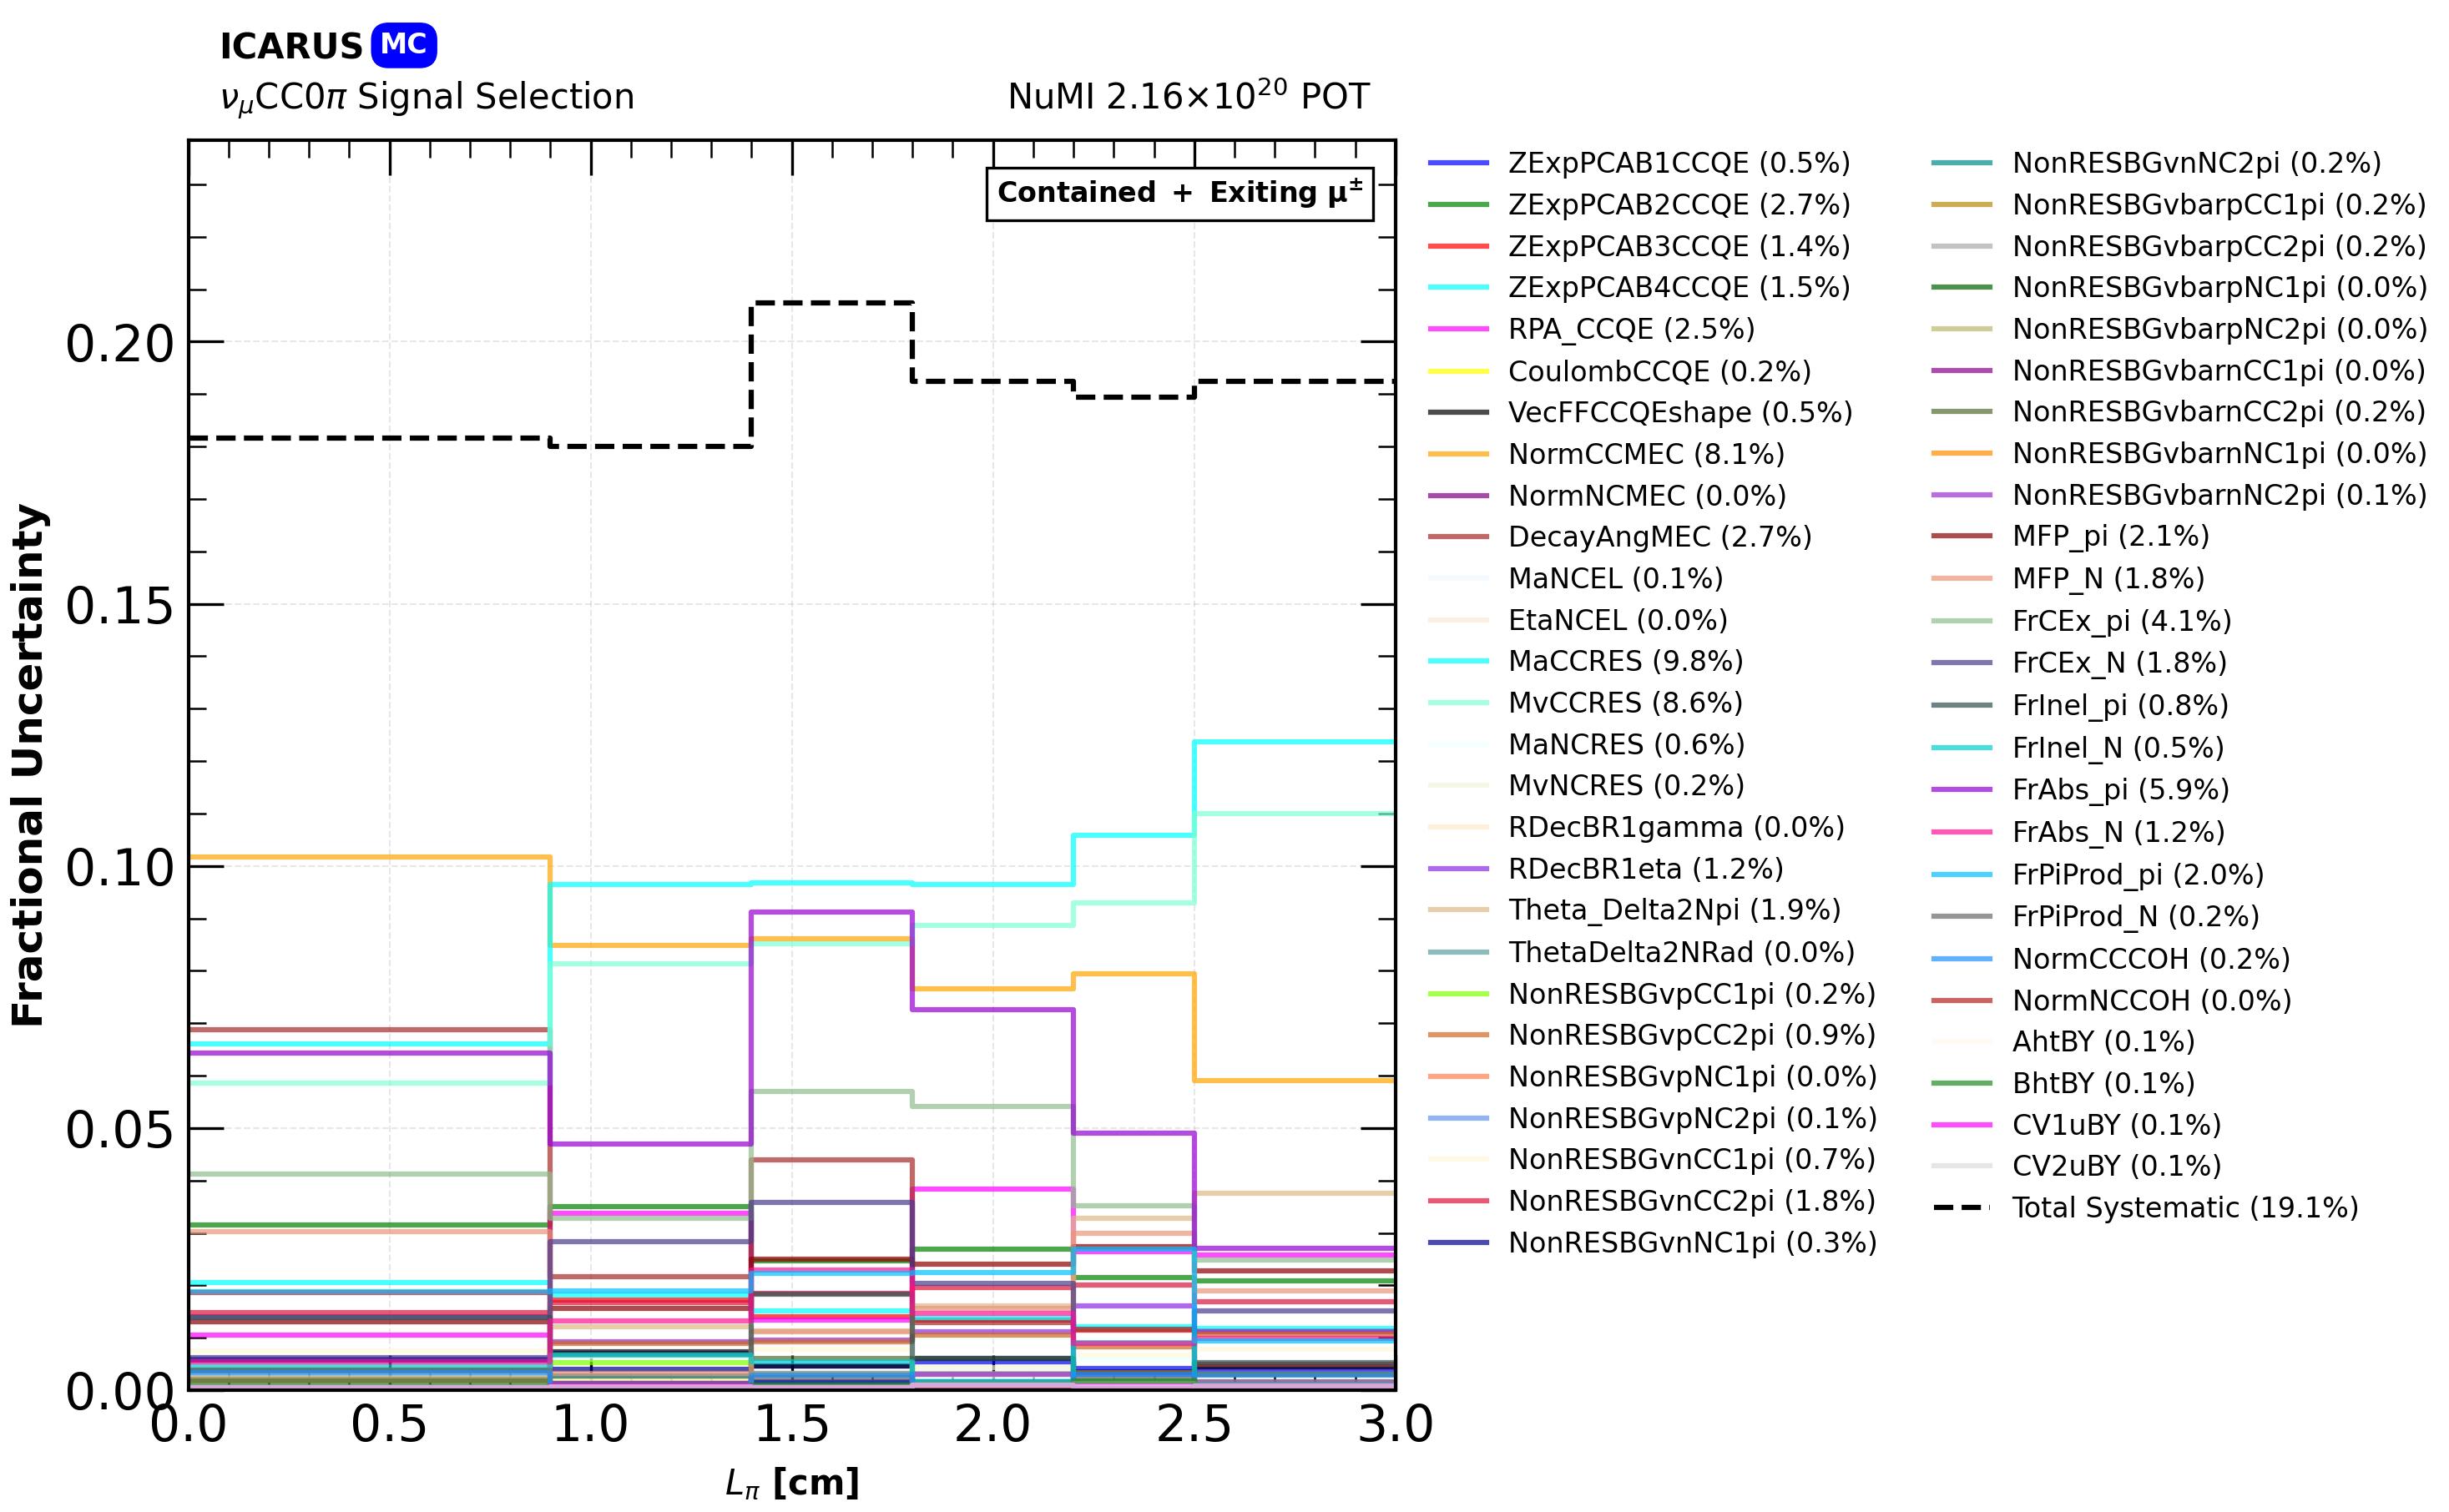 ICARUS MC
νμCC0π Signal Selection
NuMI 2.16×10²⁰ POT
Contained + Exiting μ±
Fractional Uncertainty
0.20
0.15
0.10
0.05
0.00
0.0 0.5 1.0 1.5 2.0 2.5 3.0
Lπ [cm]
ZExpPCAB1CCQE (0.5%)
ZExpPCAB2CCQE (2.7%)
ZExpPCAB3CCQE (1.4%)
ZExpPCAB4CCQE (1.5%)
RPA_CCQE (2.5%)
CoulombCCQE (0.2%)
VecFFCCQEshape (0.5%)
NormCCMEC (8.1%)
NormNCMEC (0.0%)
DecayAngMEC (2.7%)
MaNCEL (0.1%)
EtaNCEL (0.0%)
MaCCRES (9.8%)
MvCCRES (8.6%)
MaNCRES (0.6%)
MvNCRES (0.2%)
RDecBR1gamma (0.0%)
RDecBR1eta (1.2%)
Theta_Delta2Npi (1.9%)
ThetaDelta2NRad (0.0%)
NonRESBGvpCC1pi (0.2%)
NonRESBGvpCC2pi (0.9%)
NonRESBGvpNC1pi (0.0%)
NonRESBGvpNC2pi (0.1%)
NonRESBGvnCC1pi (0.7%)
NonRESBGvnCC2pi (1.8%)
NonRESBGvnNC1pi (0.3%)
NonRESBGvnNC2pi (0.2%)
NonRESBGvbarpCC1pi (0.2%)
NonRESBGvbarpCC2pi (0.2%)
NonRESBGvbarpNC1pi (0.0%)
NonRESBGvbarpNC2pi (0.0%)
NonRESBGvbarnCC1pi (0.0%)
NonRESBGvbarnCC2pi (0.2%)
NonRESBGvbarnNC1pi (0.0%)
NonRESBGvbarnNC2pi (0.1%)
MFP_pi (2.1%)
MFP_N (1.8%)
FrCEx_pi (4.1%)
FrCEx_N (1.8%)
FrInel_pi (0.8%)
FrInel_N (0.5%)
FrAbs_pi (5.9%)
FrAbs_N (1.2%)
FrPiProd_pi (2.0%)
FrPiProd_N (0.2%)
NormCCCOH (0.2%)
NormNCCOH (0.0%)
AhtBY (0.1%)
BhtBY (0.1%)
CV1uBY (0.1%)
CV2uBY (0.1%)
Total Systematic (19.1%)